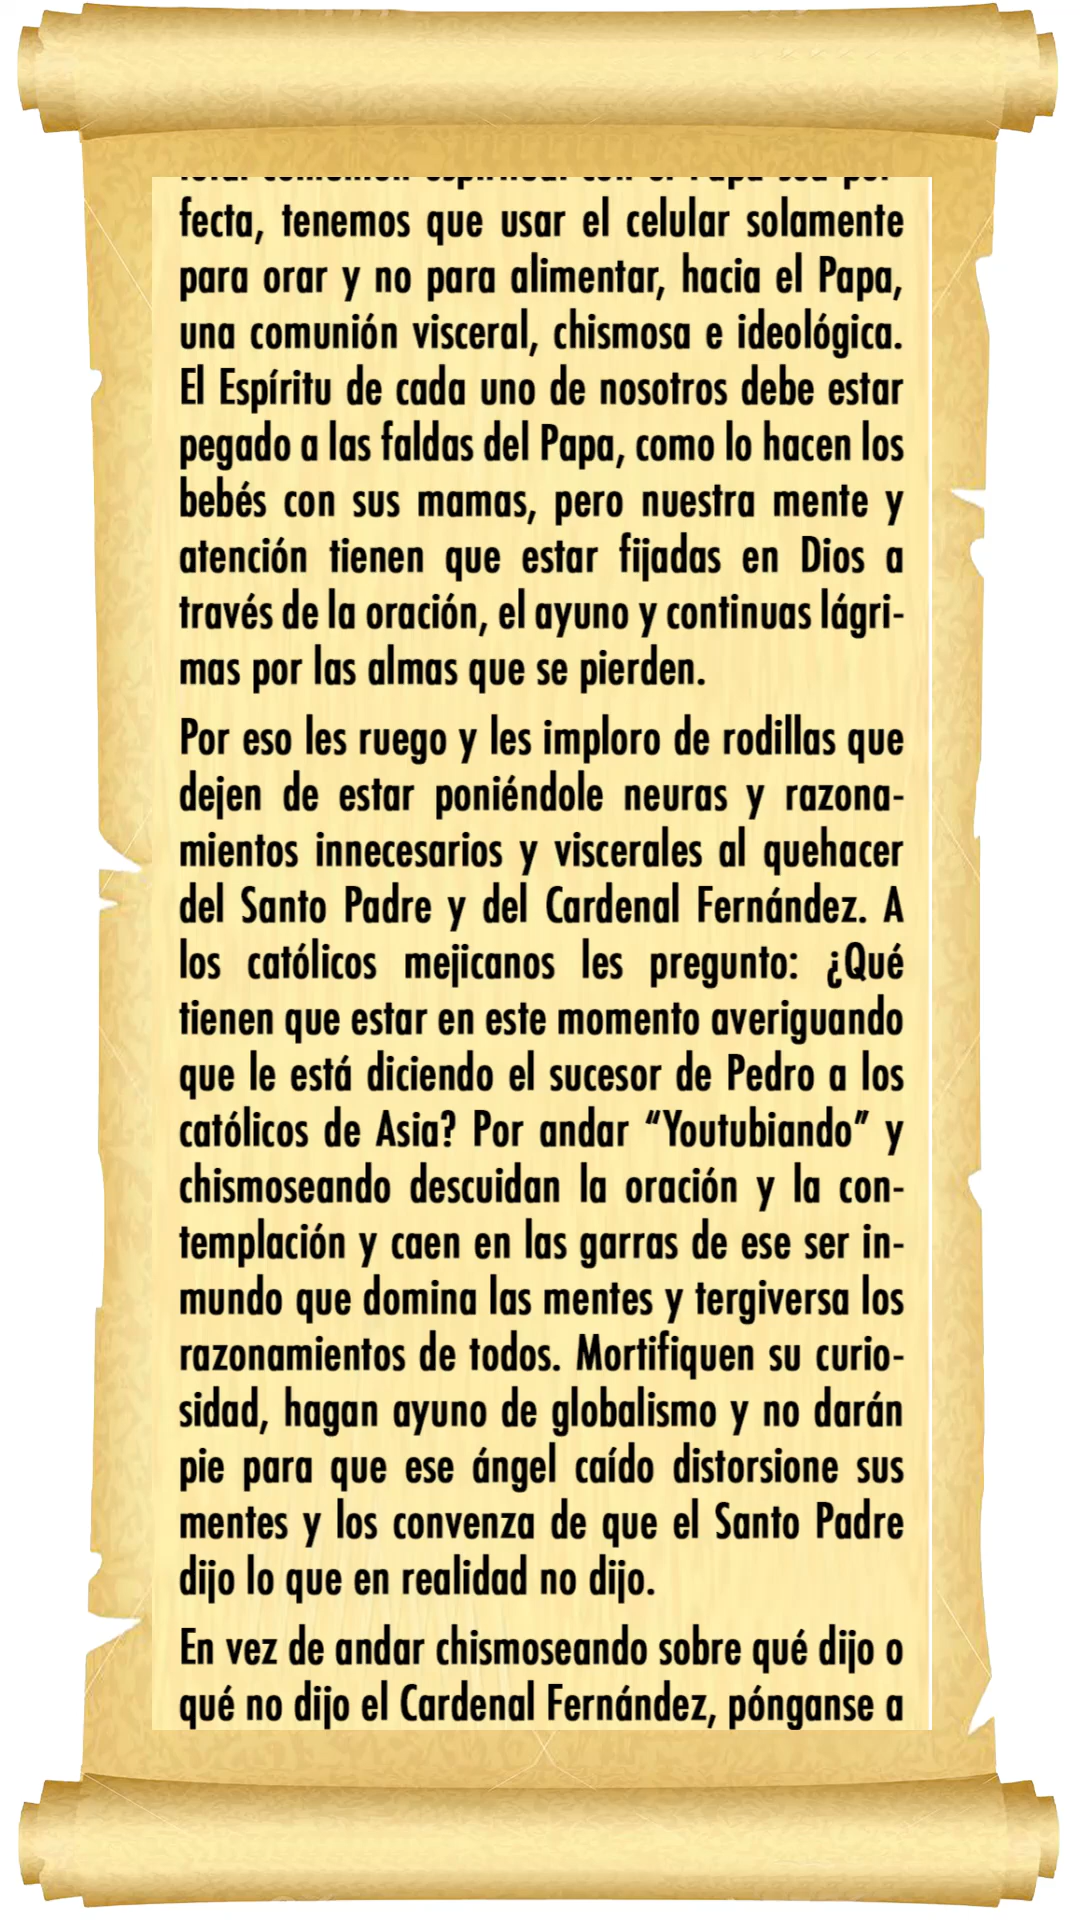 total comunión espiritual con el Papa sea per-
fecta, tenemos que usar el celular solamente
para orar y no para alimentar, hacia el Papa,
una comunión visceral, chismosa e ideológica.
El Espíritu de cada uno de nosotros debe estar
pegado a las faldas del Papa, como lo hacen los
bebés con sus mamas, pero nuestra mente y
atención tienen que estar fijadas en Dios a
través de la oración, el ayuno y continuas lágri-
mas por las almas que se pierden.
Por eso les ruego y les imploro de rodillas que
dejen de estar poniéndole neuras y razona-
mientos innecesarios y viscerales al quehacer
del Santo Padre y del Cardenal Fernández. A
los católicos mejicanos les pregunto: ¿Qué
tienen que estar en este momento averiguando
que le está diciendo el sucesor de Pedro a los
católicos de Asia? Por andar “Youtubiando” y
chismoseando descuidan la oración y la con-
templación y caen en las garras de ese ser in-
mundo que domina las mentes y tergiversa los
razonamientos de todos. Mortifiquen su curio-
sidad, hagan ayuno de globalismo y no darán
pie para que ese ángel caído distorsione sus
mentes y los convenza de que el Santo Padre
dijo lo que en realidad no dijo.
En vez de andar chismoseando sobre qué dijo o
qué no dijo el Cardenal Fernández, pónganse a